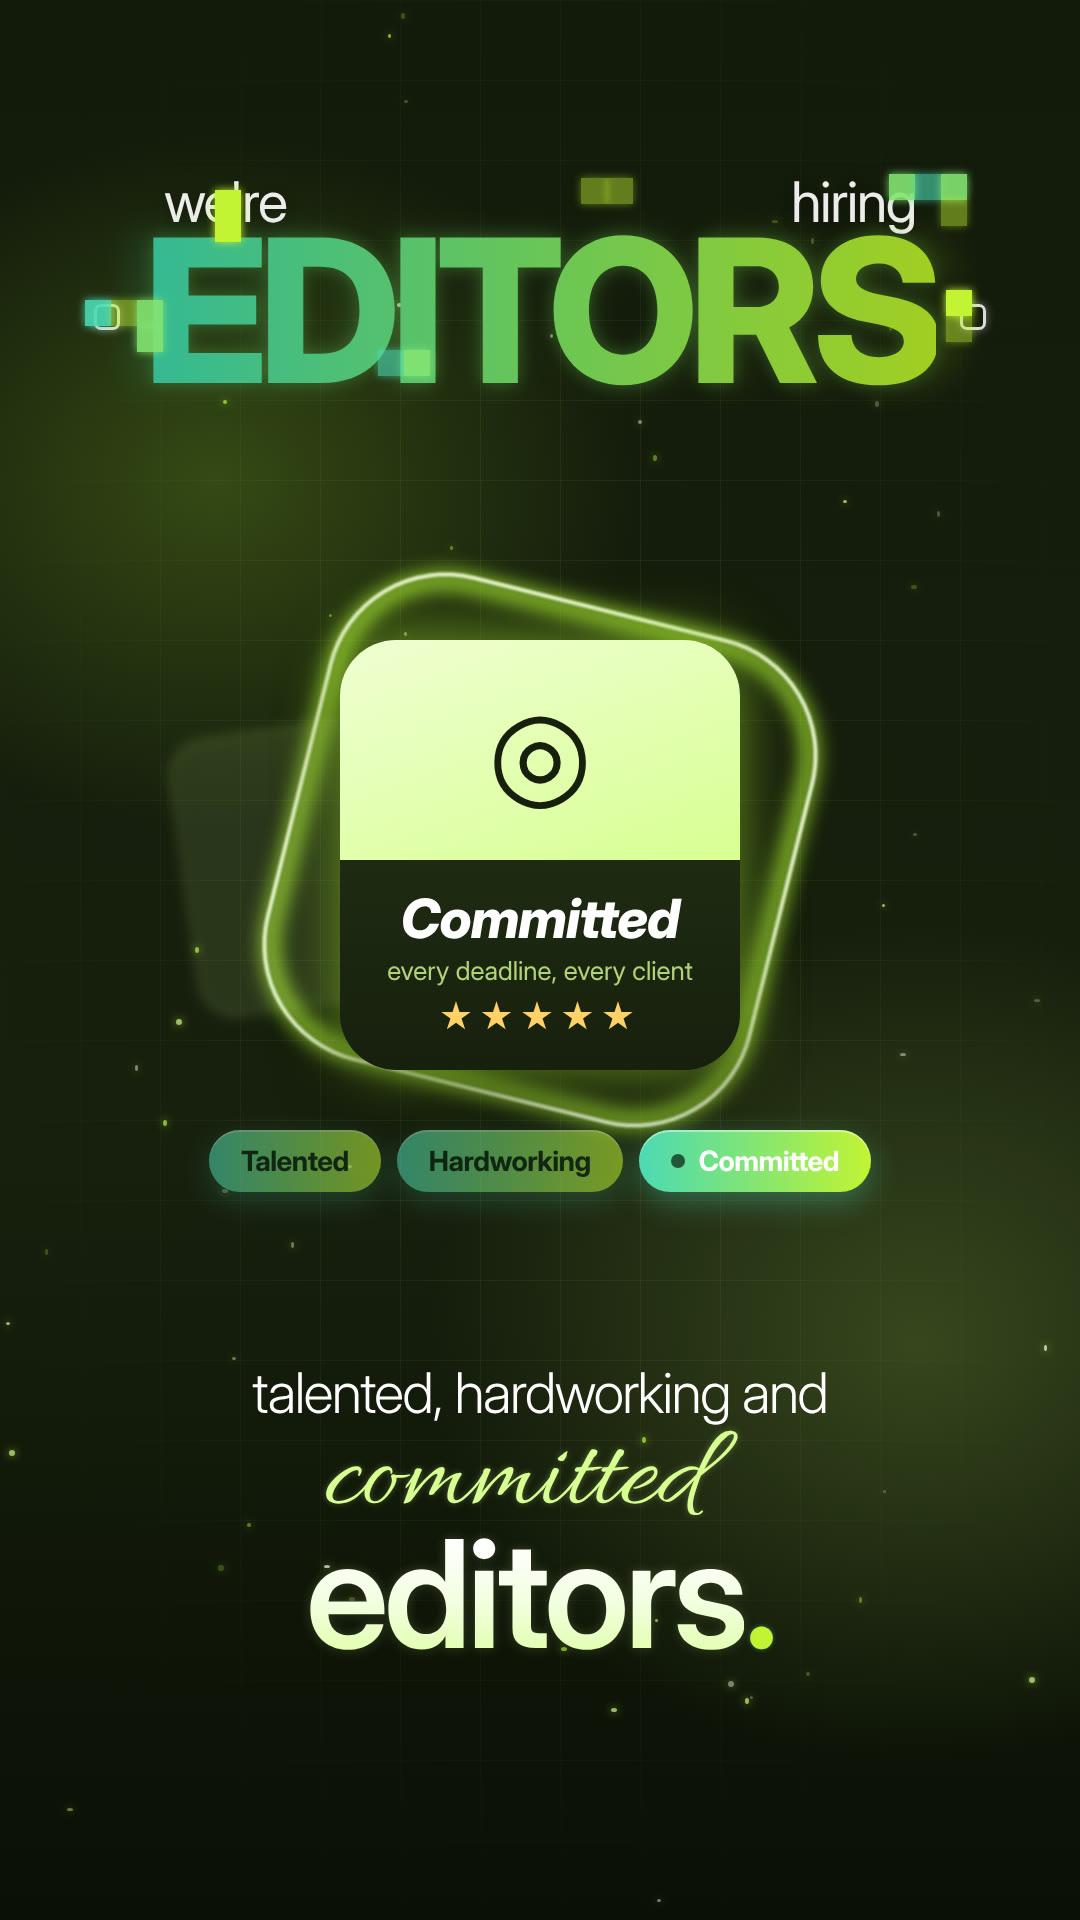 we're hiring
EDITORS
Committed
every deadline, every client
★★★★★
Talented Hardworking Committed
talented, hardworking and
committed
editors.